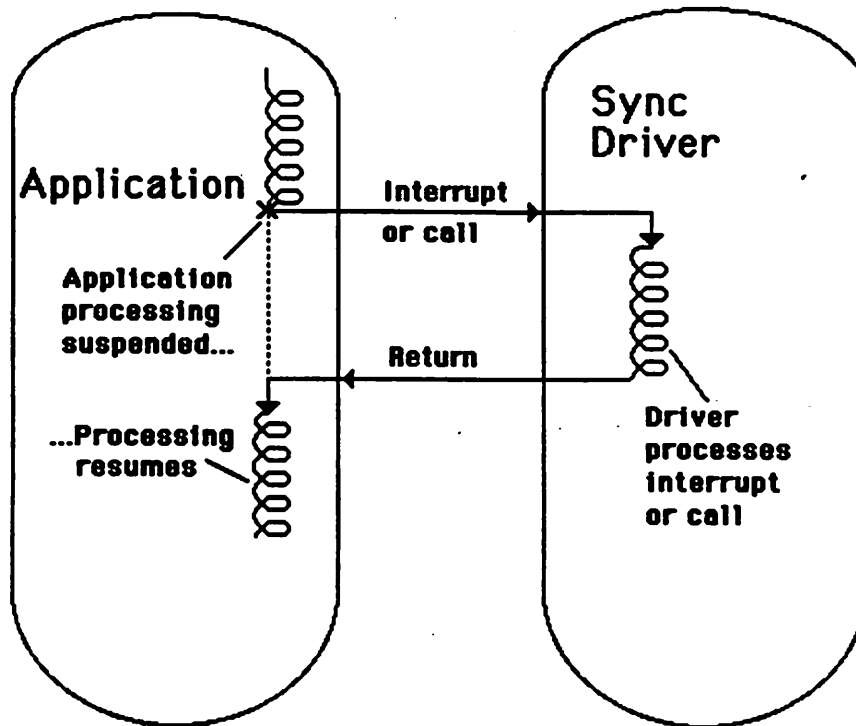 Application
Application
processing
suspended...
...Processing
resumes
Interrupt
or call
Return
Sync
Driver
Driver
processes
interrupt
or call